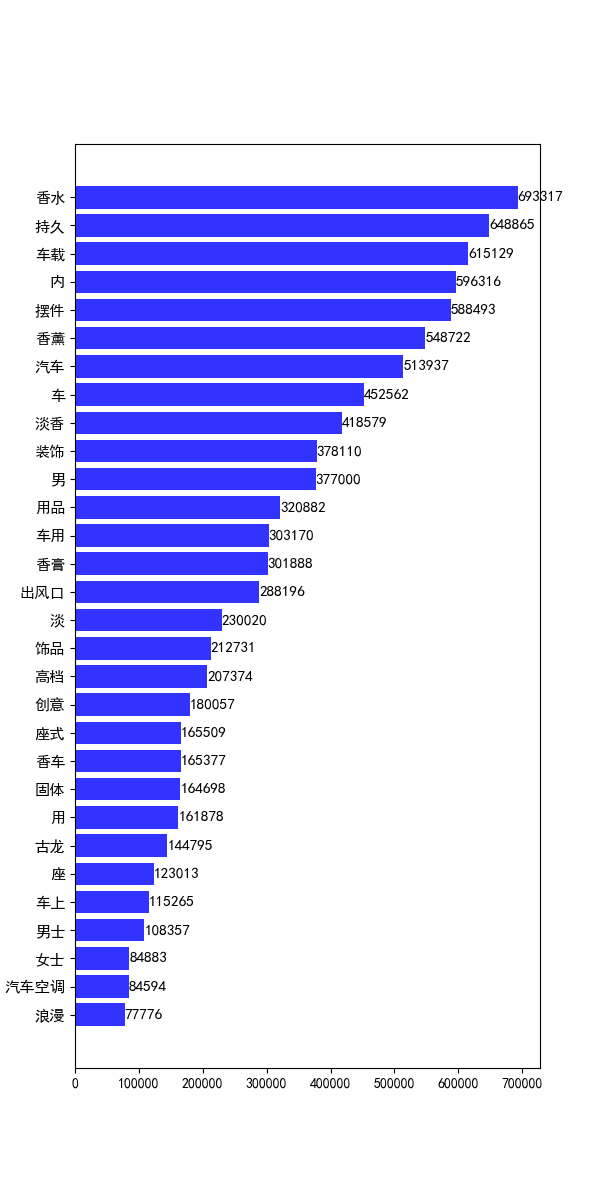 香水 693317
持久 648865
车载 615129
内 596316
摆件 588493
香薰 548722
汽车 513937
车 452562
淡香 418579
装饰 378110
男 377000
用品 320882
车用 303170
香膏 301888
出风口 288196
淡 230020
饰品 212731
高档 207374
创意 180057
座式 165509
香车 165377
固体 164698
用 161878
古龙 144795
座 123013
车上 115265
男士 108357
女士 84883
汽车空调 84594
浪漫 77776
0 100000 200000 300000 400000 500000 600000 700000